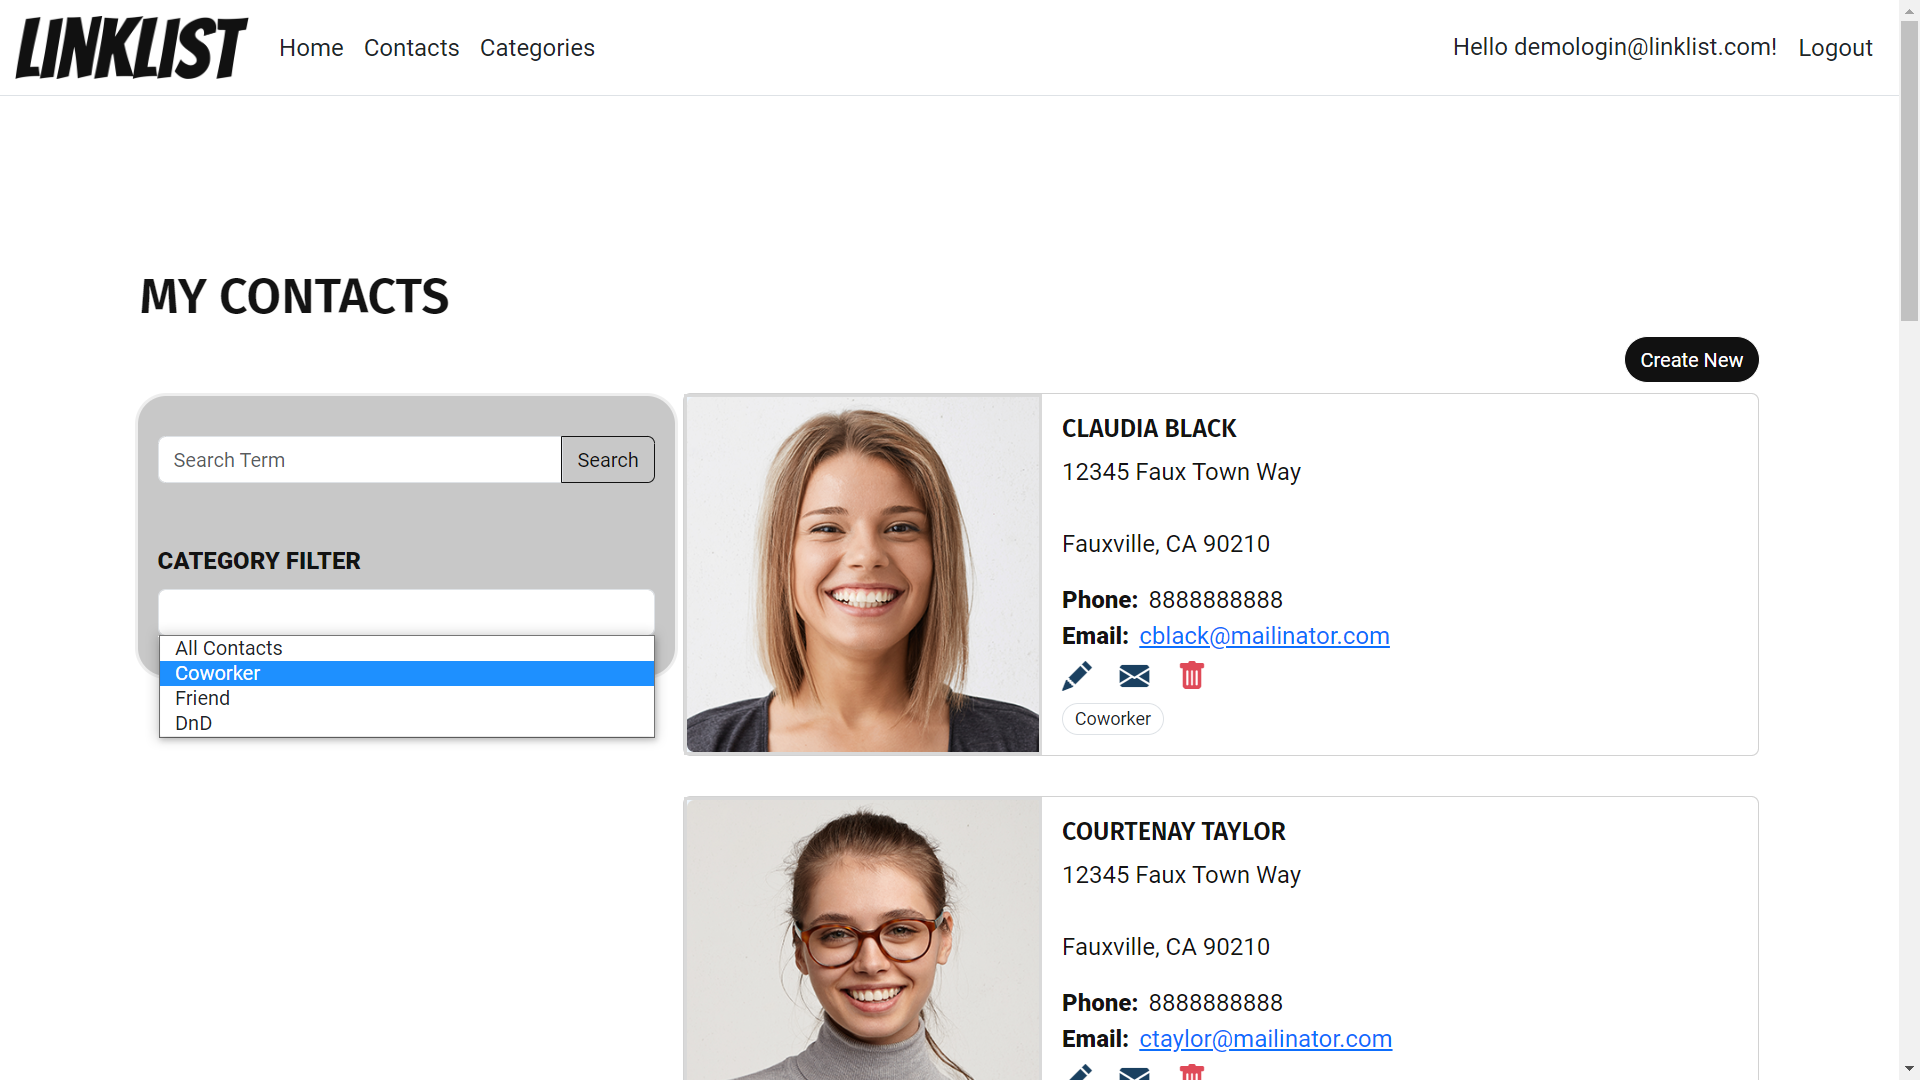 LINKLIST
Home Contacts Categories
Hello demologin@linklist.com! Logout
MY CONTACTS
Create New
Search Term
Search
CATEGORY FILTER
All Contacts
Coworker
Friend
DnD
CLAUDIA BLACK
12345 Faux Town Way
Fauxville, CA 90210
Phone: 8888888888
Email: cblack@mailinator.com
Coworker
COURTENAY TAYLOR
12345 Faux Town Way
Fauxville, CA 90210
Phone: 8888888888
Email: ctaylor@mailinator.com